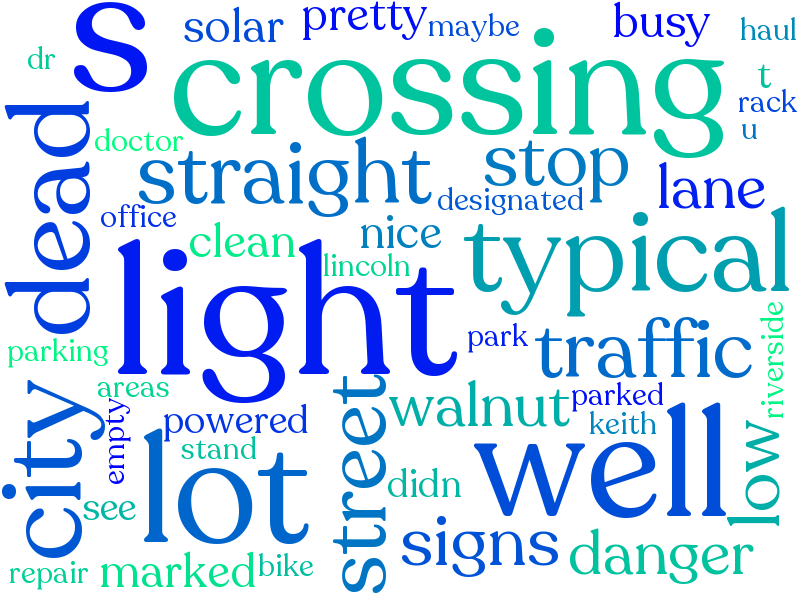 s
solar
pretty
maybe
busy
haul
dr
crossing
t
rack
u
dead
doctor
straight
stop
lane
designated
office
clean
nice
lincoln
typical
light
park
traffic
riverside
parking
areas
city
empty
powered
stand
lot
street
walnut
parked
keith
well
low
see
didn
signs
danger
repair
marked
bike